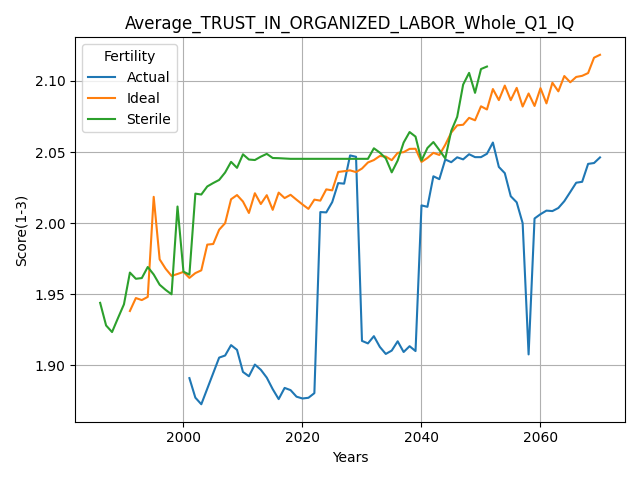 Average_TRUST_IN_ORGANIZED_LABOR_Whole_Q1_IQ
Fertility
Actual
Ideal
Sterile
Score(1-3)
2.10
2.05
2.00
1.95
1.90
2000 2020 2040 2060
Years